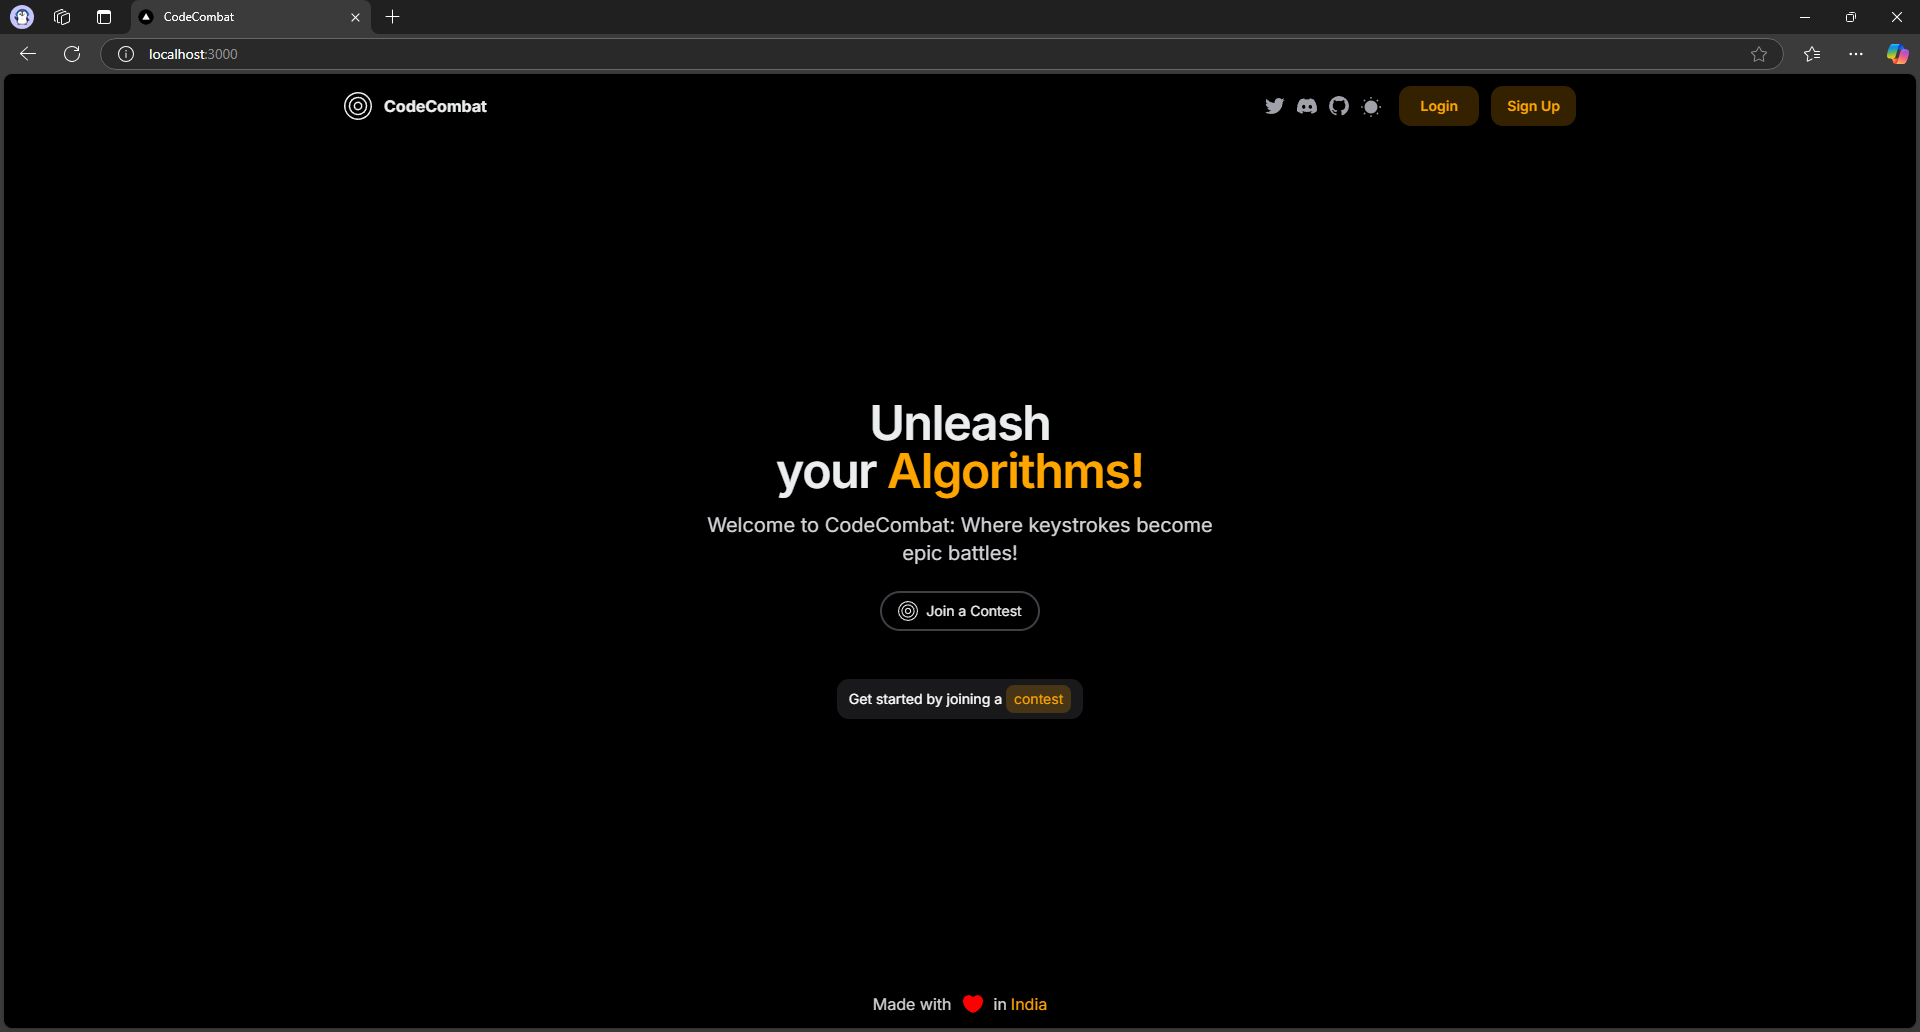 CodeCombat
localhost:3000
CodeCombat
Login
Sign Up
Unleash
your Algorithms!
Welcome to CodeCombat: Where keystrokes become
epic battles!
Join a Contest
Get started by joining a contest
Made with in India